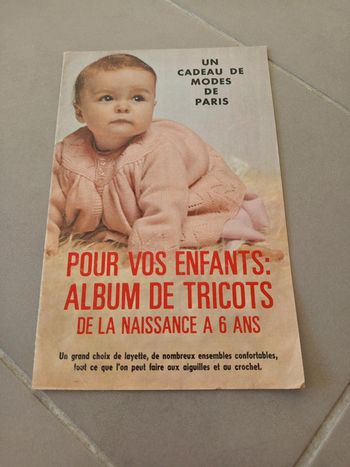 UN
CADEAU DE
MODES
DE
PARIS
POUR VOS ENFANTS:
ALBUM DE TRICOTS
DE LA NAISSANCE A 6 ANS
Un grand choix de layette, de nombreux ensembles confortables,
tout ce que l'on peut faire aux aiguilles et au crochet.